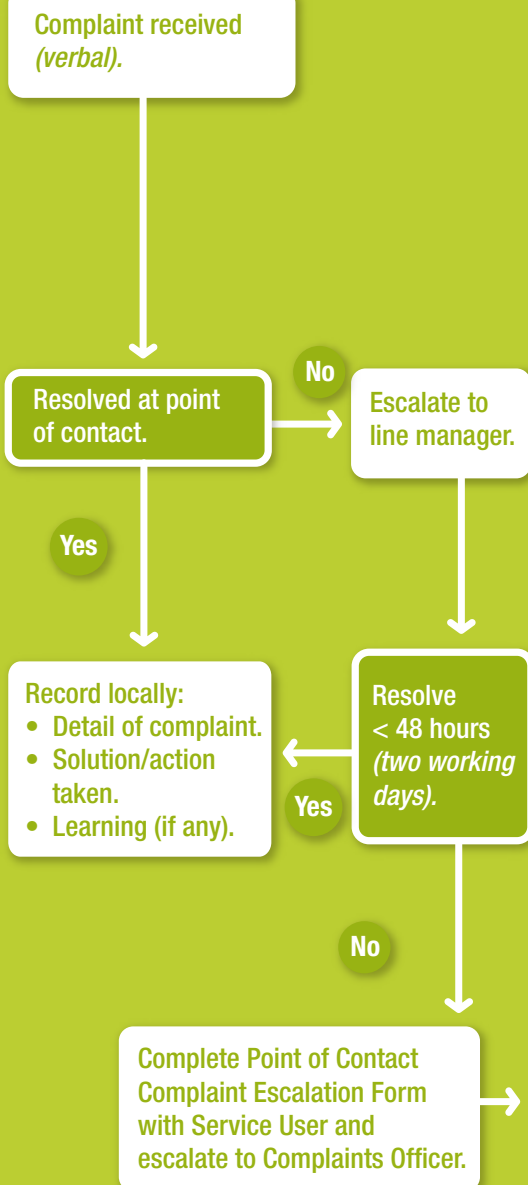 Complaint received
(verbal).
Resolved at point
of contact.
No
Escalate to
line manager.
Yes
Record locally:
• Detail of complaint.
• Solution/action
taken.
• Learning (if any).
Yes
Resolve
< 48 hours
(two working
days).
No
Complete Point of Contact
Complaint Escalation Form
with Service User and
escalate to Complaints Officer.